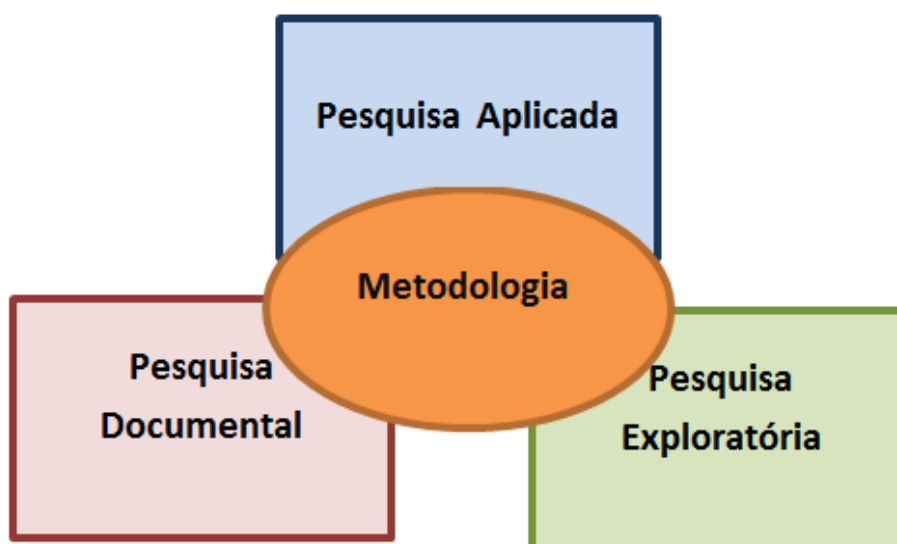 Pesquisa Aplicada
Metodologia
Pesquisa
Documental
Pesquisa
Exploratória